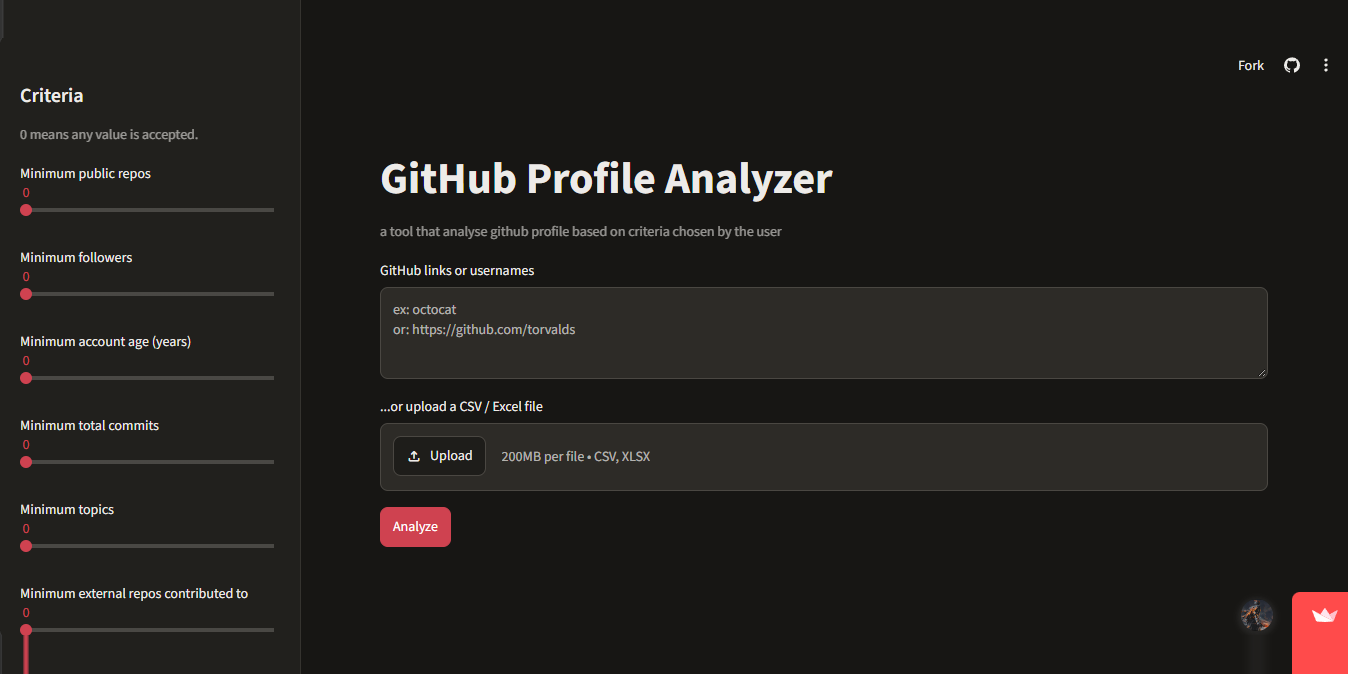 Fork
Criteria
0 means any value is accepted.
Minimum public repos
0
Minimum followers
0
Minimum account age (years)
0
Minimum total commits
0
Minimum topics
0
Minimum external repos contributed to
0
GitHub Profile Analyzer
a tool that analyse github profile based on criteria chosen by the user
GitHub links or usernames
ex: octocat
or: https://github.com/torvalds
...or upload a CSV / Excel file
Upload 200MB per file • CSV, XLSX
Analyze